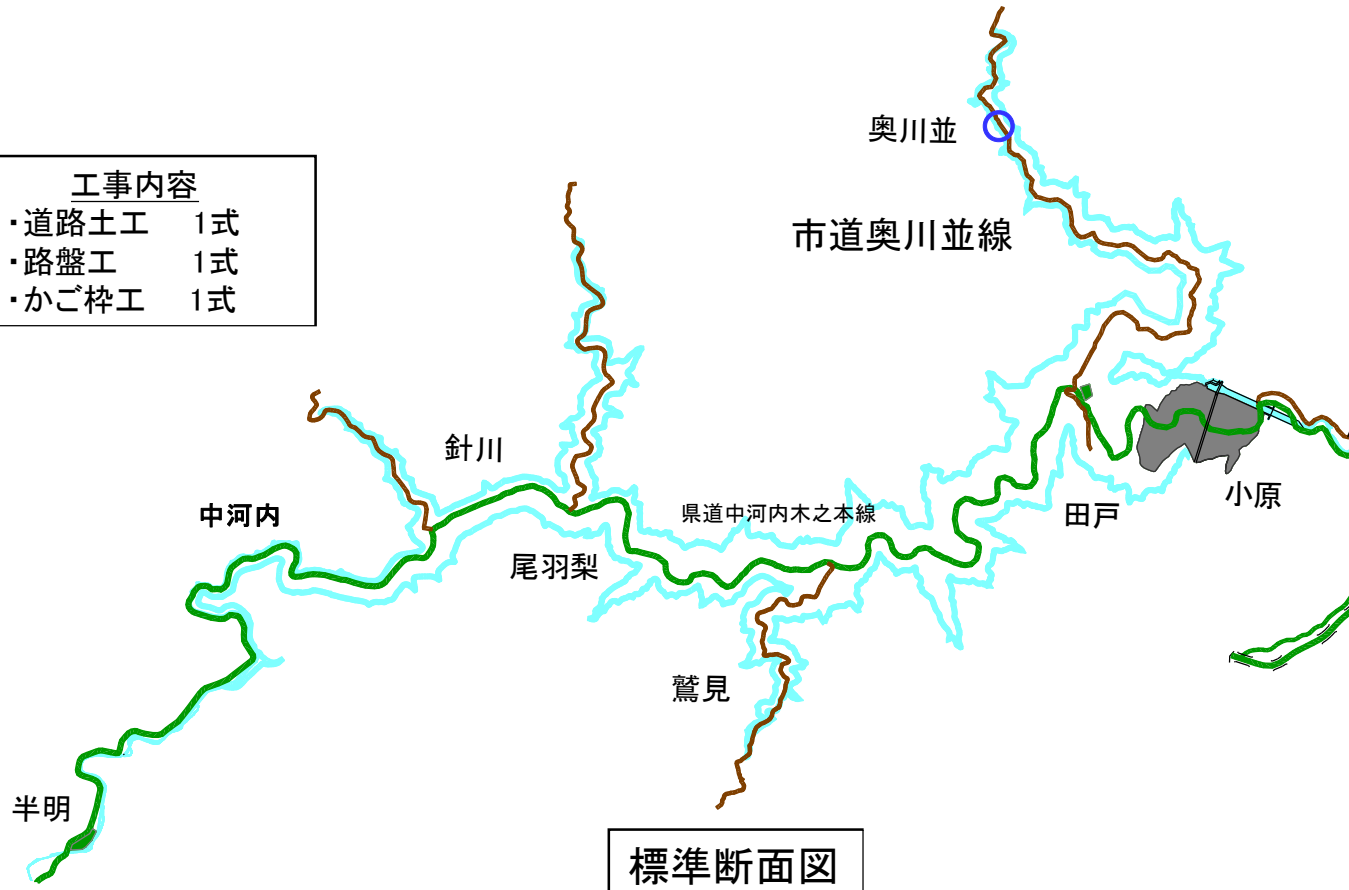 奥川並
工事内容
・道路土工 1式
・路盤工 1式
・かご枠工 1式
市道奥川並線
針川
中河内
県道中河内木之本線
小原
田戸
尾羽梨
鷲見
半明
標準断面図